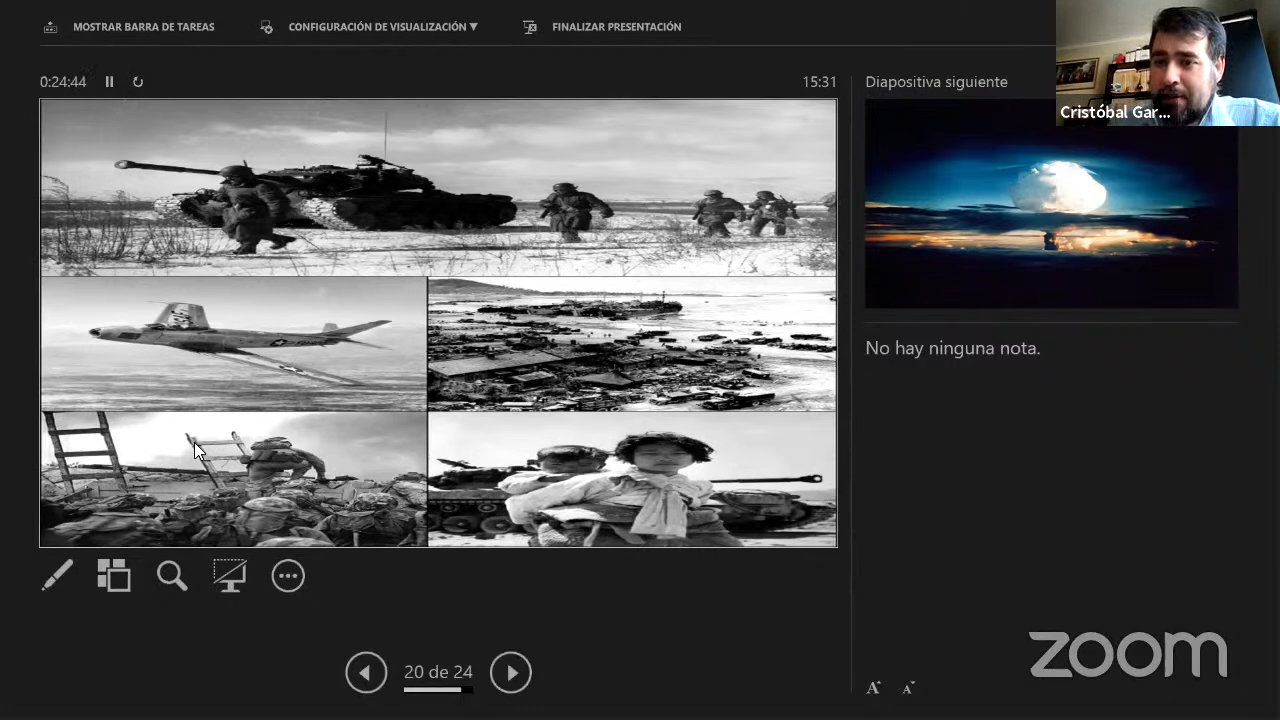 MOSTRAR BARRA DE TAREAS
CONFIGURACIÓN DE VISUALIZACIÓN ▼
FINALIZAR PRESENTACIÓN
0:24:44
15:31
Diapositiva siguiente
Cristóbal Gar...
No hay ninguna nota.
20 de 24
A A
zoom